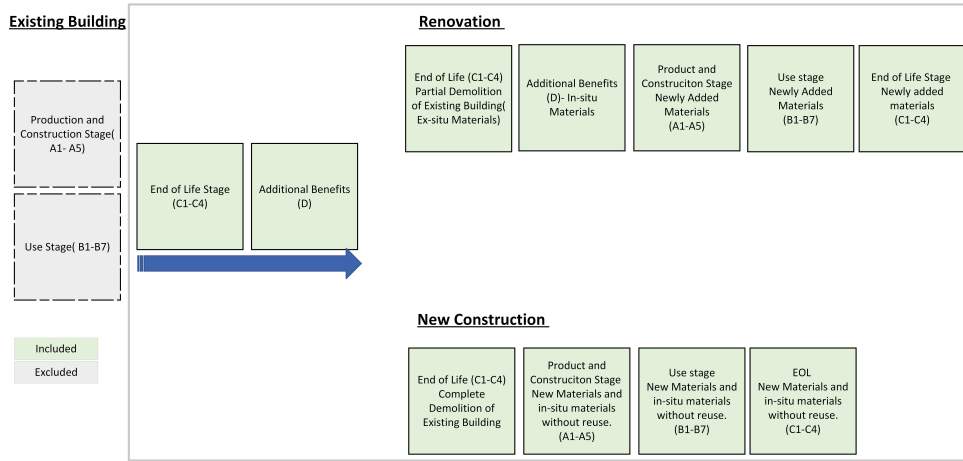 Existing Building
Production and
Construction Stage(
A1- A5)
Use Stage( B1-B7)
Included
Excluded
End of Life Stage
(C1-C4)
Additional Benefits
(D)
Renovation
End of Life (C1-C4)
Partial Demolition
of Existing Building(
Ex-situ Materials)
Additional Benefits
(D)- In-situ
Materials
Product and
Construciton Stage
Newly Added
Materials
(A1-A5)
Use stage
Newly Added
Materials
(B1-B7)
End of Life Stage
Newly added
materials
(C1-C4)
New Construction
End of Life (C1-C4)
Complete
Demolition of
Existing Building
Product and
Construciton Stage
New Materials and
in-situ materials
without reuse.
(A1-A5)
Use stage
New Materials and
in-situ materials
without reuse.
(B1-B7)
EOL
New Materials and
in-situ materials
without reuse.
(C1-C4)